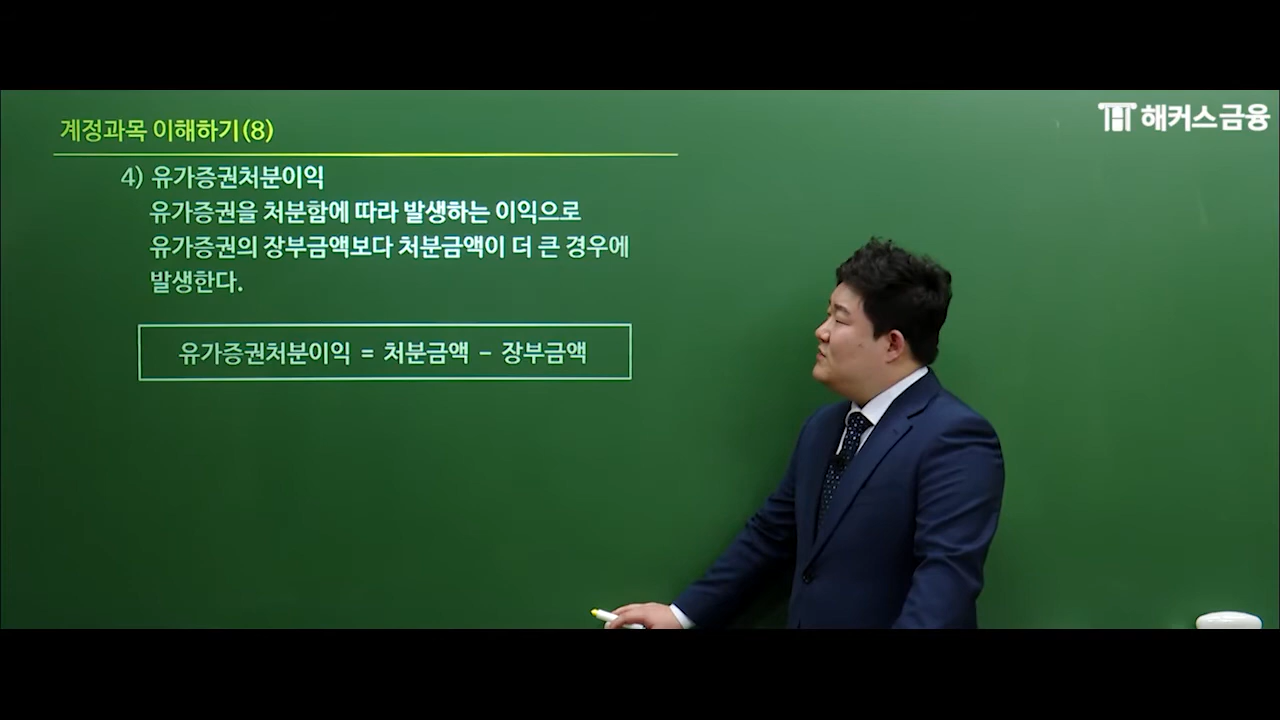 계정과목 이해하기(8)
해커스금융
4) 유가증권처분이익
유가증권을 처분함에 따라 발생하는 이익으로
유가증권의 장부금액보다 처분금액이 더 큰 경우에
발생한다.
유가증권처분이익 = 처분금액 - 장부금액